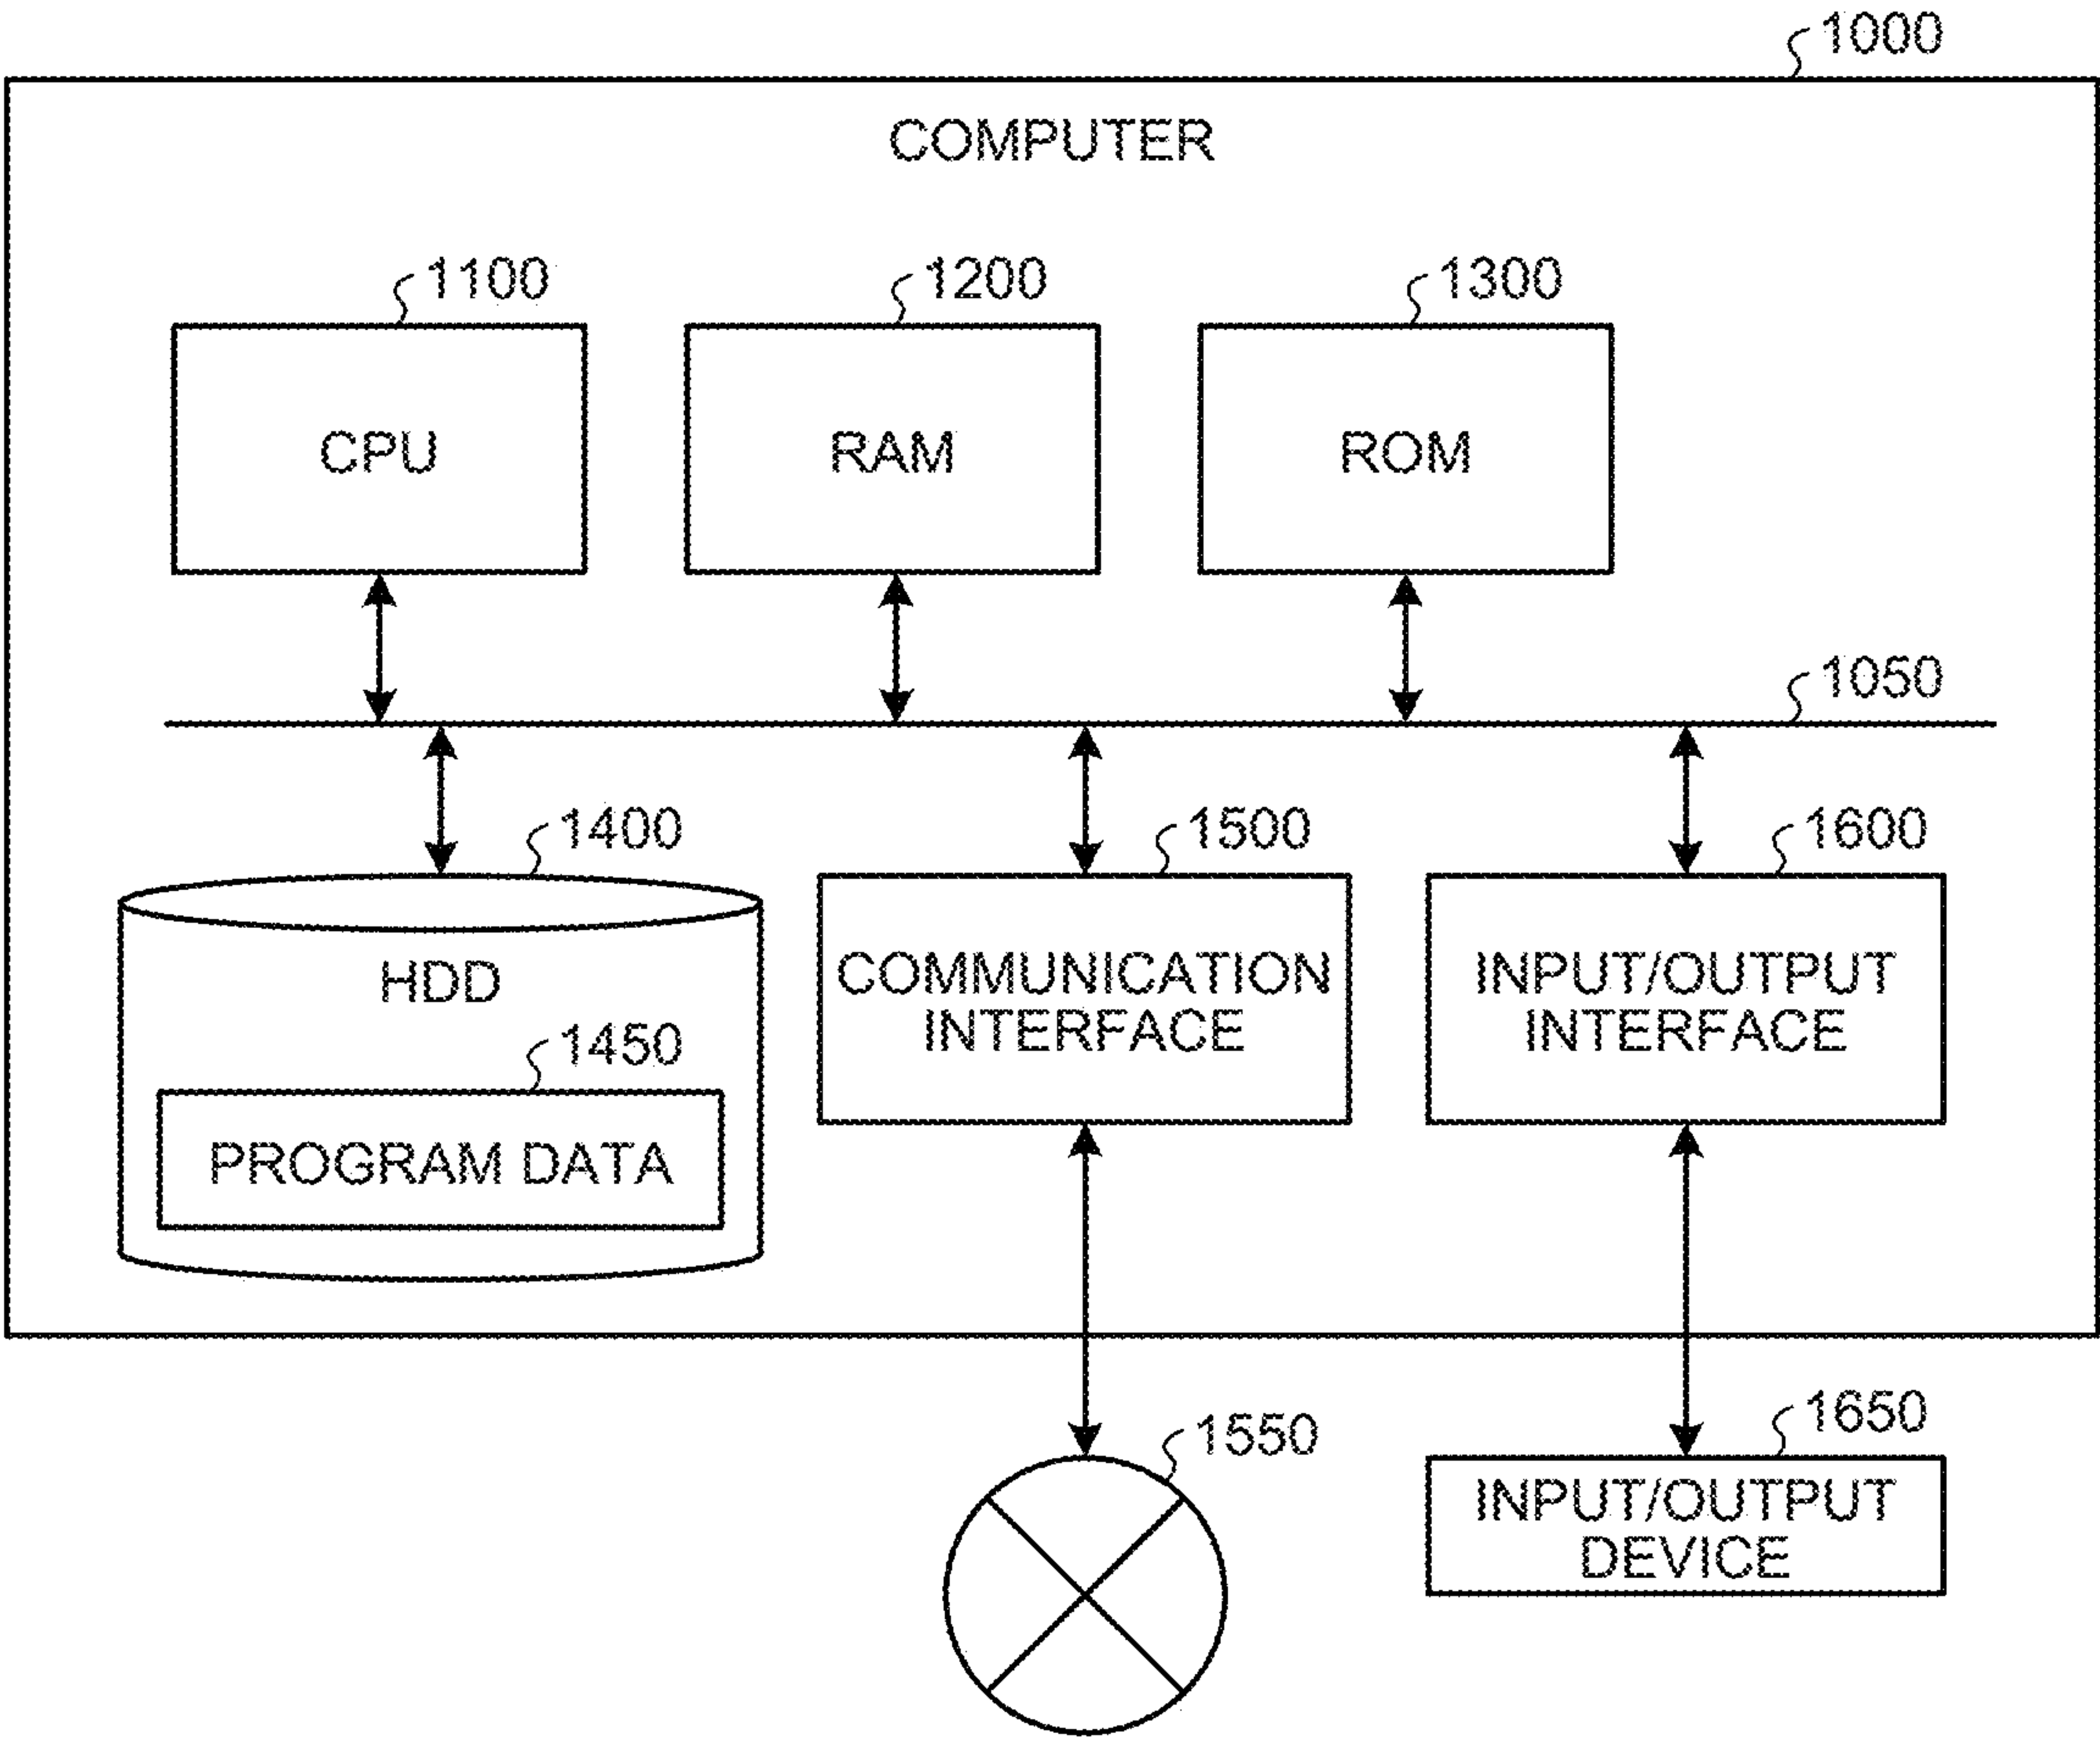 1000
COMPUTER
1100
1200
1300
CPU
RAM
ROM
1050
1400
1500
1600
HDD
COMMUNICATION
INTERFACE
INPUT/OUTPUT
INTERFACE
1450
PROGRAM DATA
1550
1650
INPUT/OUTPUT
DEVICE